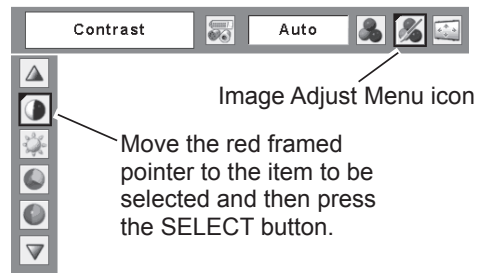 Contrast
Auto
Image Adjust Menu icon
Move the red framed
pointer to the item to be
selected and then press
the SELECT button.